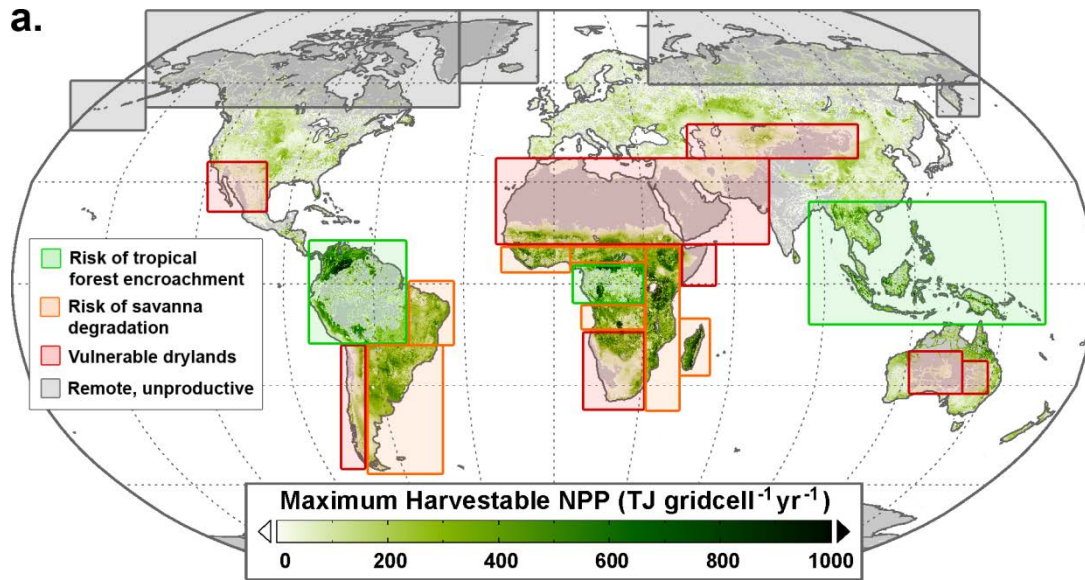 a.
Risk of tropical
forest encroachment
Risk of savanna
degradation
Vulnerable drylands
Remote, unproductive
Maximum Harvestable NPP (TJ gridcell⁻¹ yr⁻¹)
0 200 400 600 800 1000